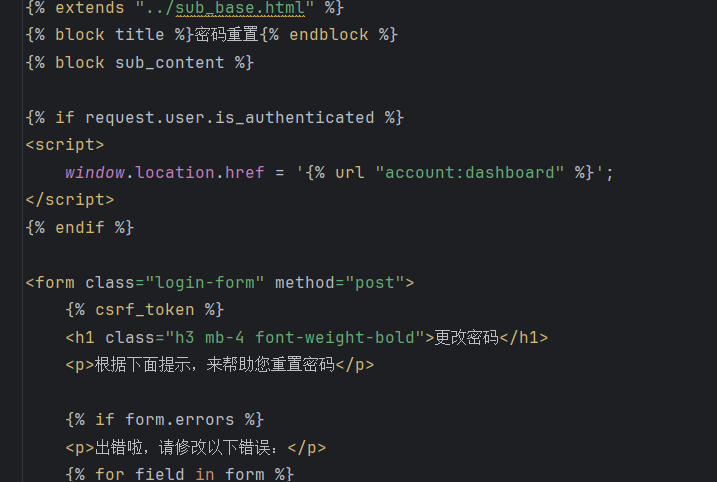 {% extends "../sub_base.html" %}
{% block title %}密码重置{% endblock %}
{% block sub_content %}
{% if request.user.is_authenticated %}
<script>
window.location.href = '{% url "account:dashboard" %}';
</script>
{% endif %}
<form class="login-form" method="post">
{% csrf_token %}
<h1 class="h3 mb-4 font-weight-bold">更改密码</h1>
<p>根据下面提示，来帮助您重置密码</p>
{% if form.errors %}
<p>出错啦，请修改以下错误：</p>
{% for field in form %}